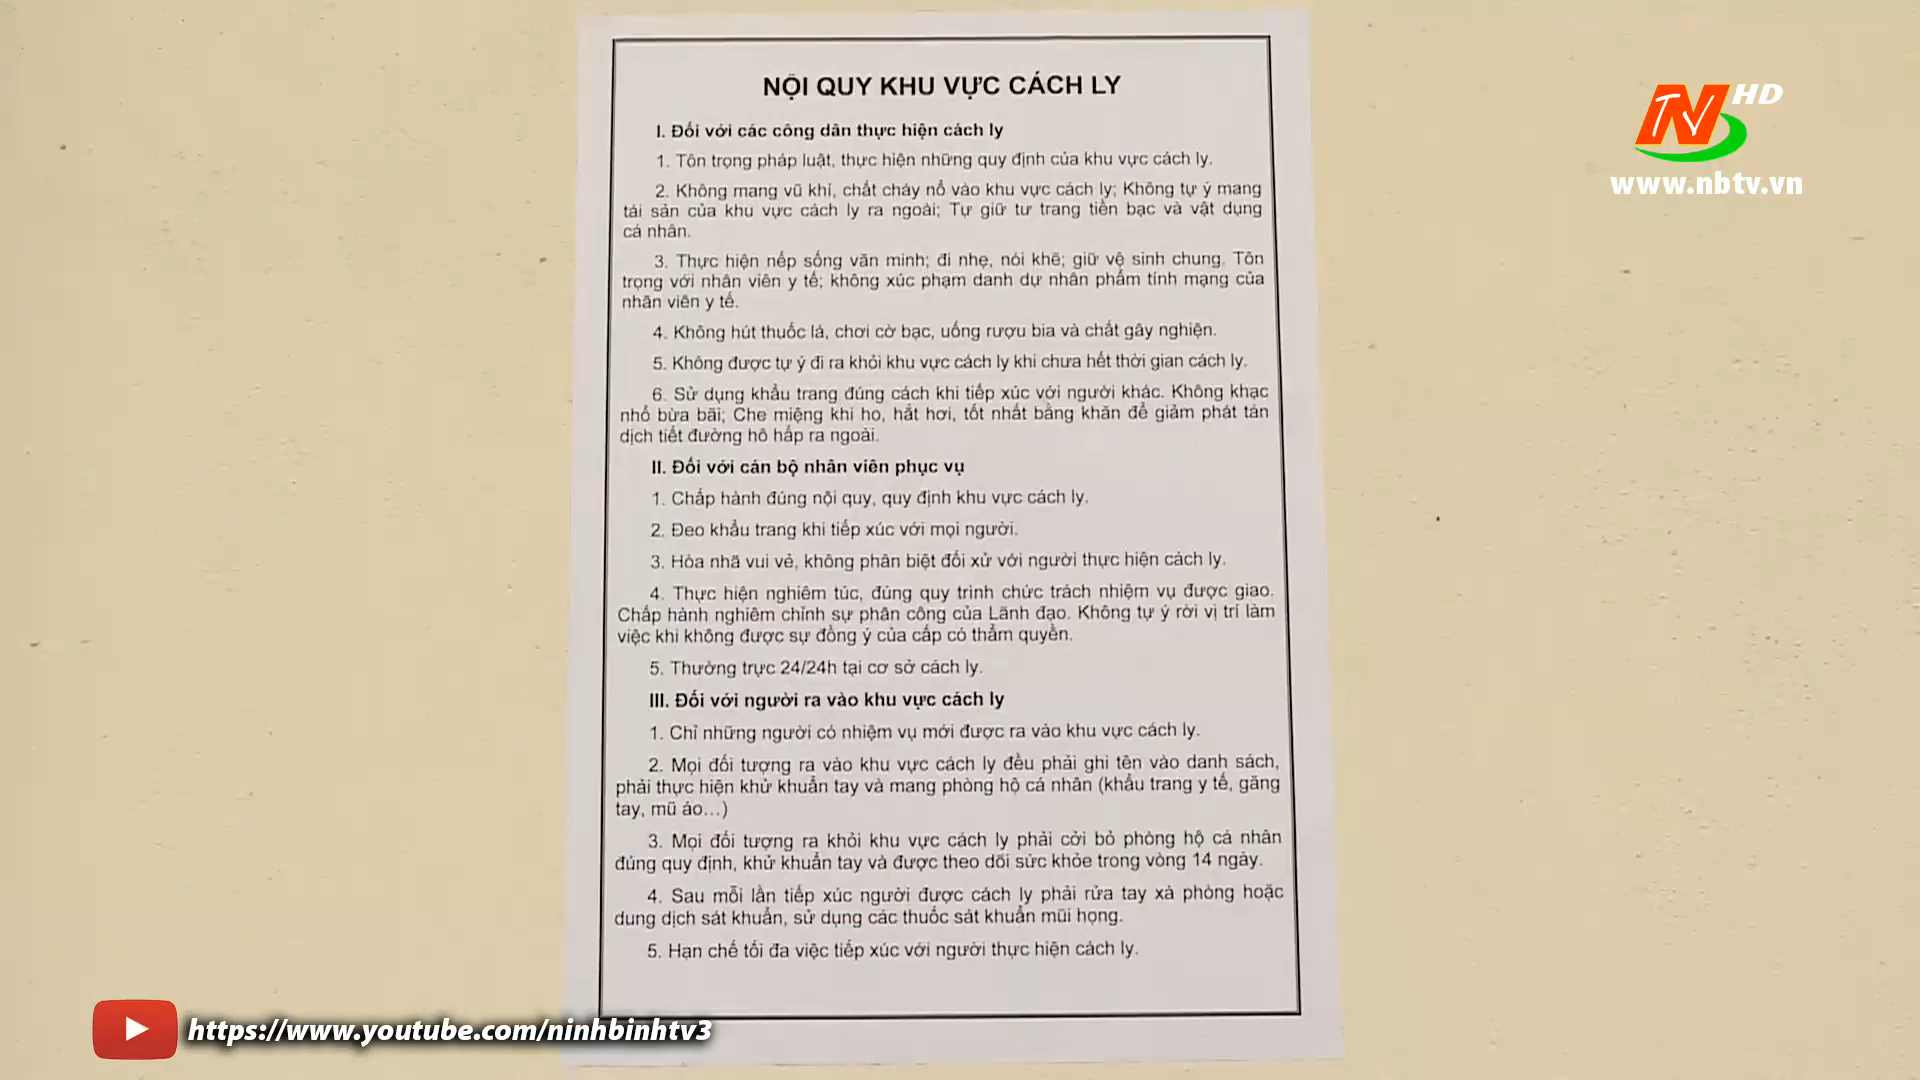 NỘI QUY KHU VỰC CÁCH LY
I. Đối với các công dân thực hiện cách ly
1. Tôn trọng pháp luật, thực hiện những quy định của khu vực cách ly.
2. Không mang vũ khí, chất cháy nổ vào khu vực cách ly; Không tự ý mang
tài sản của khu vực cách ly ra ngoài; Tự giữ tư trang tiền bạc và vật dụng
cá nhân.
3. Thực hiện nếp sống văn minh; đi nhẹ, nói khẽ; giữ vệ sinh chung. Tôn
trọng với nhân viên y tế; không xúc phạm danh dự nhân phẩm tính mạng của
nhân viên y tế.
4. Không hút thuốc lá, chơi cờ bạc, uống rượu bia và chất gây nghiện.
5. Không được tự ý đi ra khỏi khu vực cách ly khi chưa hết thời gian cách ly.
6. Sử dụng khẩu trang đúng cách khi tiếp xúc với người khác. Không khạc
nhổ bừa bãi; Che miệng khi ho, hắt hơi, tốt nhất bằng khăn để giảm phát tán
dịch tiết đường hô hấp ra ngoài.
II. Đối với cán bộ nhân viên phục vụ
1. Chấp hành đúng nội quy, quy định khu vực cách ly.
2. Đeo khẩu trang khi tiếp xúc với mọi người.
3. Hòa nhã vui vẻ, không phân biệt đối xử với người thực hiện cách ly.
4. Thực hiện nghiêm túc, đúng quy trình chức trách nhiệm vụ được giao.
Chấp hành nghiêm chỉnh sự phân công của Lãnh đạo. Không tự ý rời vị trí làm
việc khi không được sự đồng ý của cấp có thẩm quyền.
5. Thường trực 24/24h tại cơ sở cách ly.
III. Đối với người ra vào khu vực cách ly
1. Chỉ những người có nhiệm vụ mới được ra vào khu vực cách ly.
2. Mọi đối tượng ra vào khu vực cách ly đều phải ghi tên vào danh sách,
phải thực hiện khử khuẩn tay và mang phòng hộ cá nhân (khẩu trang y tế, găng
tay, mũ áo...)
3. Mọi đối tượng ra khỏi khu vực cách ly phải cởi bỏ phòng hộ cá nhân
đúng quy định, khử khuẩn tay và được theo dõi sức khỏe trong vòng 14 ngày.
4. Sau mỗi lần tiếp xúc người được cách ly phải rửa tay xà phòng hoặc
dung dịch sát khuẩn, sử dụng các thuốc sát khuẩn mũi họng.
5. Hạn chế tối đa việc tiếp xúc với người thực hiện cách ly.
NTV HD
www.nbtv.vn
https://www.youtube.com/ninhbinhtv3